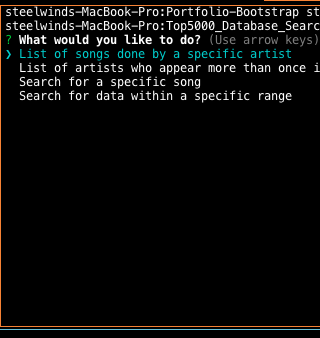 steelwinds-MacBook-Pro:Portfolio-Bootstrap st
steelwinds-MacBook-Pro:Top5000_Database_Searc
? What would you like to do? (Use arrow keys)
❯ List of songs done by a specific artist
List of artists who appear more than once i
Search for a specific song
Search for data within a specific range